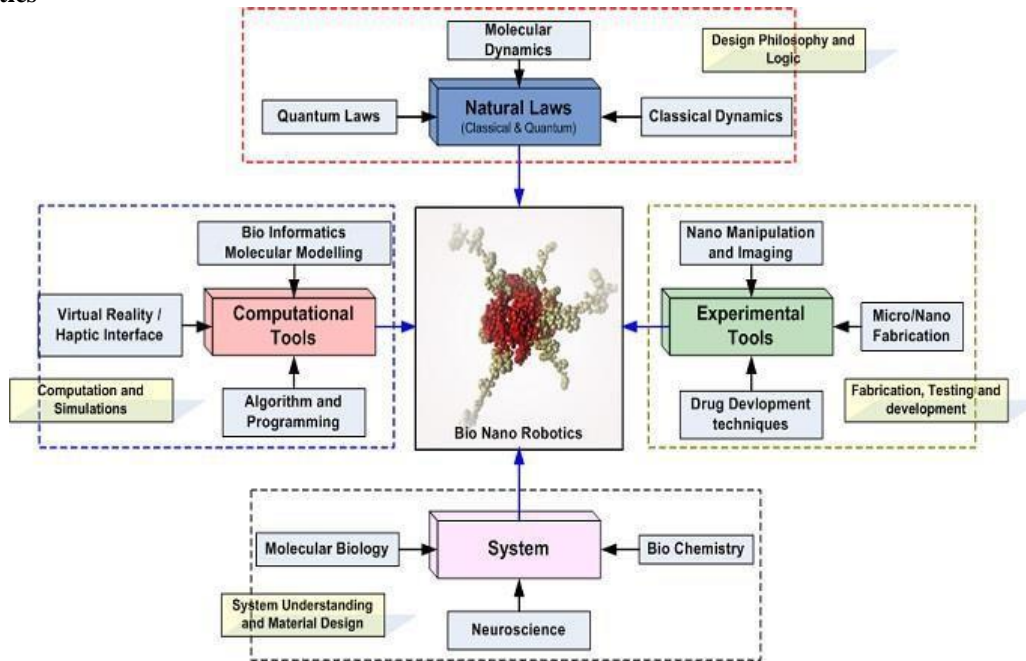 Molecular
Dynamics
Design Philosophy and
Logic
Quantum Laws
Natural Laws
(Classical & Quantum)
Classical Dynamics
Bio Informatics
Molecular Modelling
Virtual Reality /
Haptic Interface
Computational
Tools
Computation and
Simulations
Algorithm and
Programming
Bio Nano Robotics
Nano Manipulation
and Imaging
Experimental
Tools
Micro/Nano
Fabrication
Drug Devlopment
techniques
Fabrication, Testing and
development
Molecular Biology
System
Bio Chemistry
System Understanding
and Material Design
Neuroscience